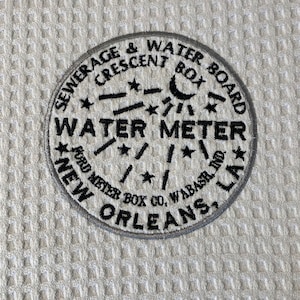 SEWERAGE & WATER BOARD
CRESCENT BOX
WATER METER
FORD METER BOX CO. WABASH, IND.
NEW ORLEANS, LA